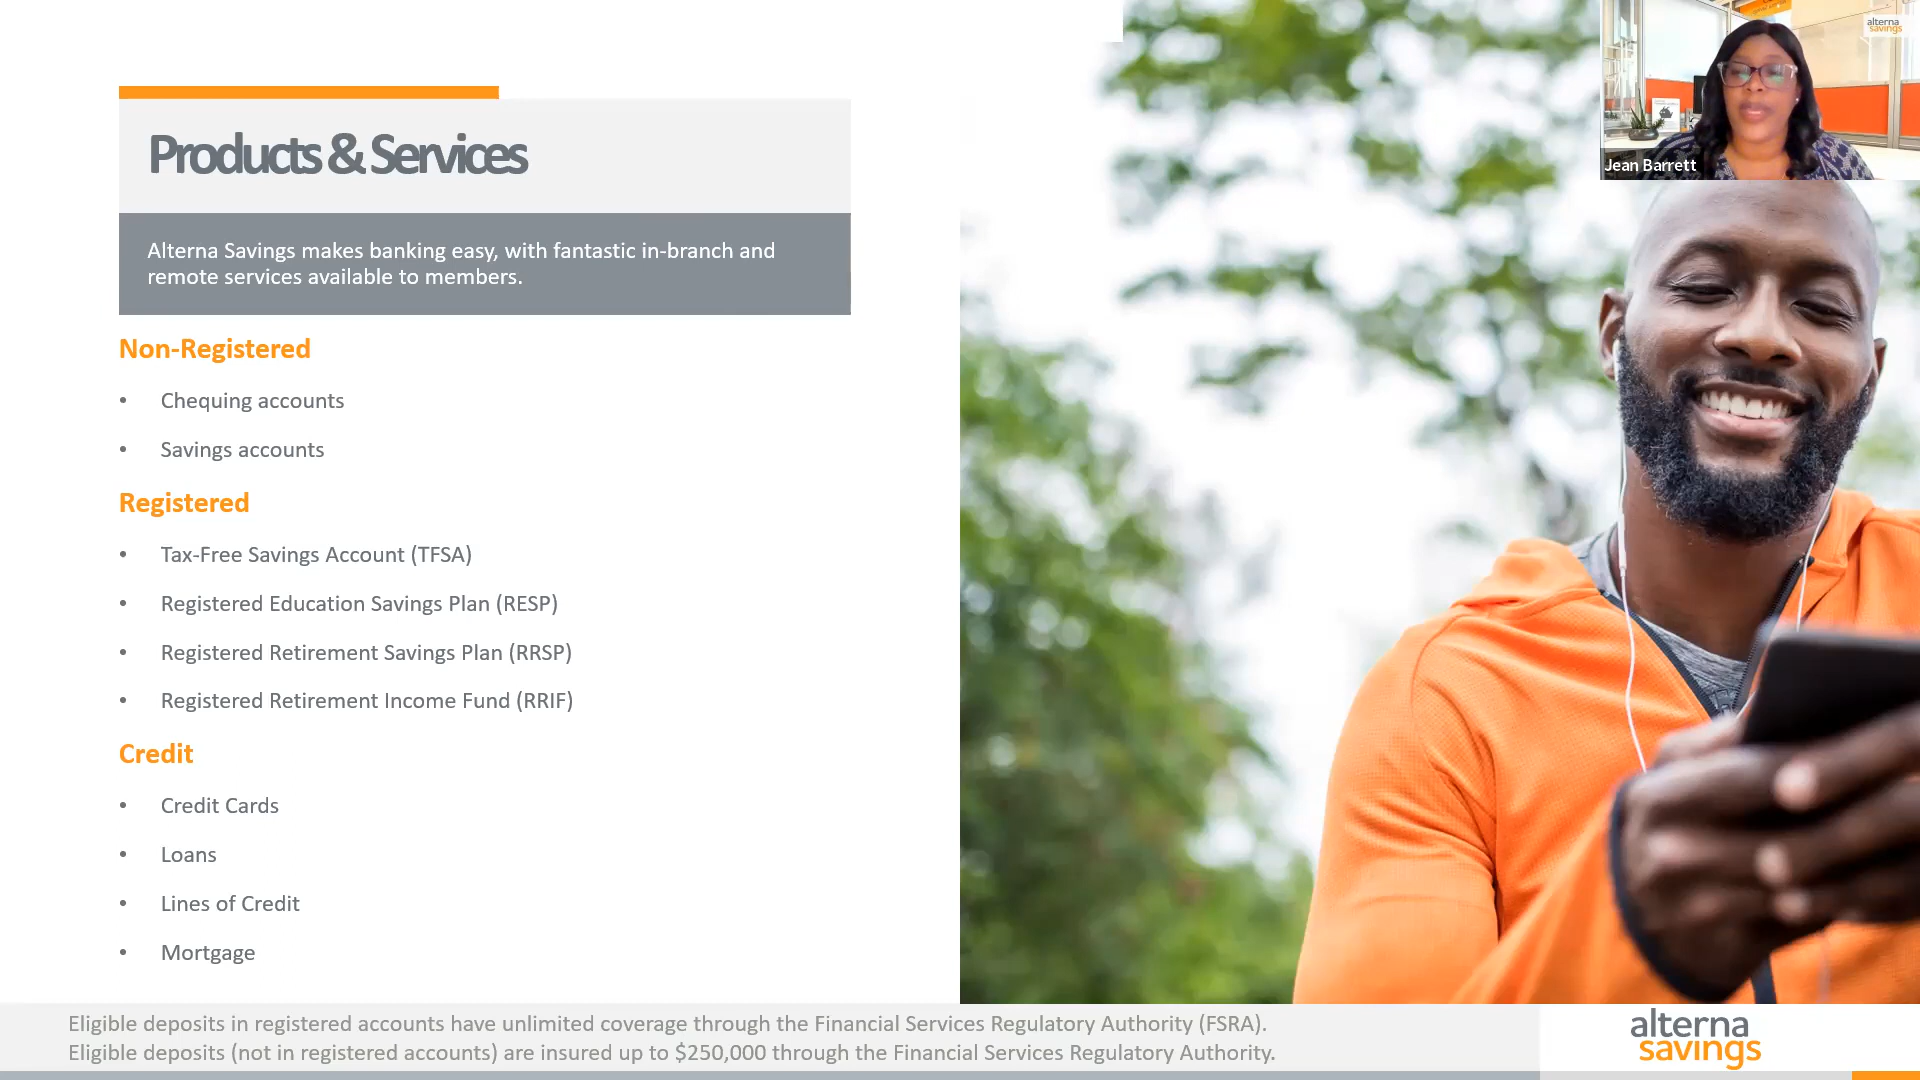 Products & Services
Alterna Savings makes banking easy, with fantastic in-branch and
remote services available to members.
Non-Registered
• Chequing accounts
• Savings accounts
Registered
• Tax-Free Savings Account (TFSA)
• Registered Education Savings Plan (RESP)
• Registered Retirement Savings Plan (RRSP)
• Registered Retirement Income Fund (RRIF)
Credit
• Credit Cards
• Loans
• Lines of Credit
• Mortgage
Eligible deposits in registered accounts have unlimited coverage through the Financial Services Regulatory Authority (FSRA).
Eligible deposits (not in registered accounts) are insured up to $250,000 through the Financial Services Regulatory Authority.
alterna
savings
Jean Barrett
alterna
savings